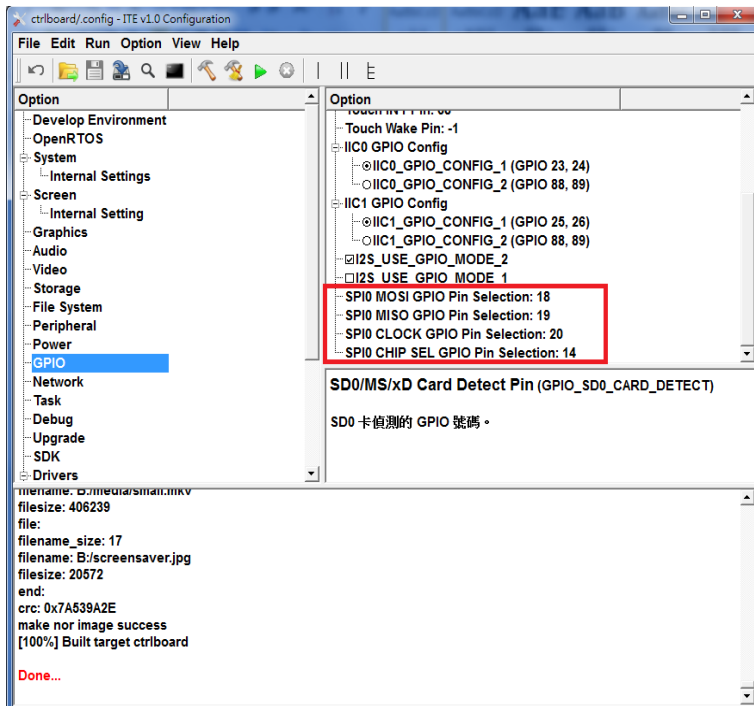 ctrlboard/.config - ITE v1.0 Configuration
File Edit Run Option View Help
Option
Develop Environment
OpenRTOS
System
Internal Settings
Screen
Internal Setting
Graphics
Audio
Video
Storage
File System
Peripheral
Power
GPIO
Network
Task
Debug
Upgrade
SDK
Drivers
Option
Touch Wake Pin: -1
IIC0 GPIO Config
IIC0_GPIO_CONFIG_1 (GPIO 23, 24)
IIC0_GPIO_CONFIG_2 (GPIO 88, 89)
IIC1 GPIO Config
IIC1_GPIO_CONFIG_1 (GPIO 25, 26)
IIC1_GPIO_CONFIG_2 (GPIO 88, 89)
I2S_USE_GPIO_MODE_2
I2S_USE_GPIO_MODE_1
SPI0 MOSI GPIO Pin Selection: 18
SPI0 MISO GPIO Pin Selection: 19
SPI0 CLOCK GPIO Pin Selection: 20
SPI0 CHIP SEL GPIO Pin Selection: 14
SD0/MS/xD Card Detect Pin (GPIO_SD0_CARD_DETECT)
SD0 卡偵測的 GPIO 號碼。
filename: B:/media/small.mkv
filesize: 406239
file:
filename_size: 17
filename: B:/screensaver.jpg
filesize: 20572
end:
crc: 0x7A539A2E
make nor image success
[100%] Built target ctrlboard
Done...